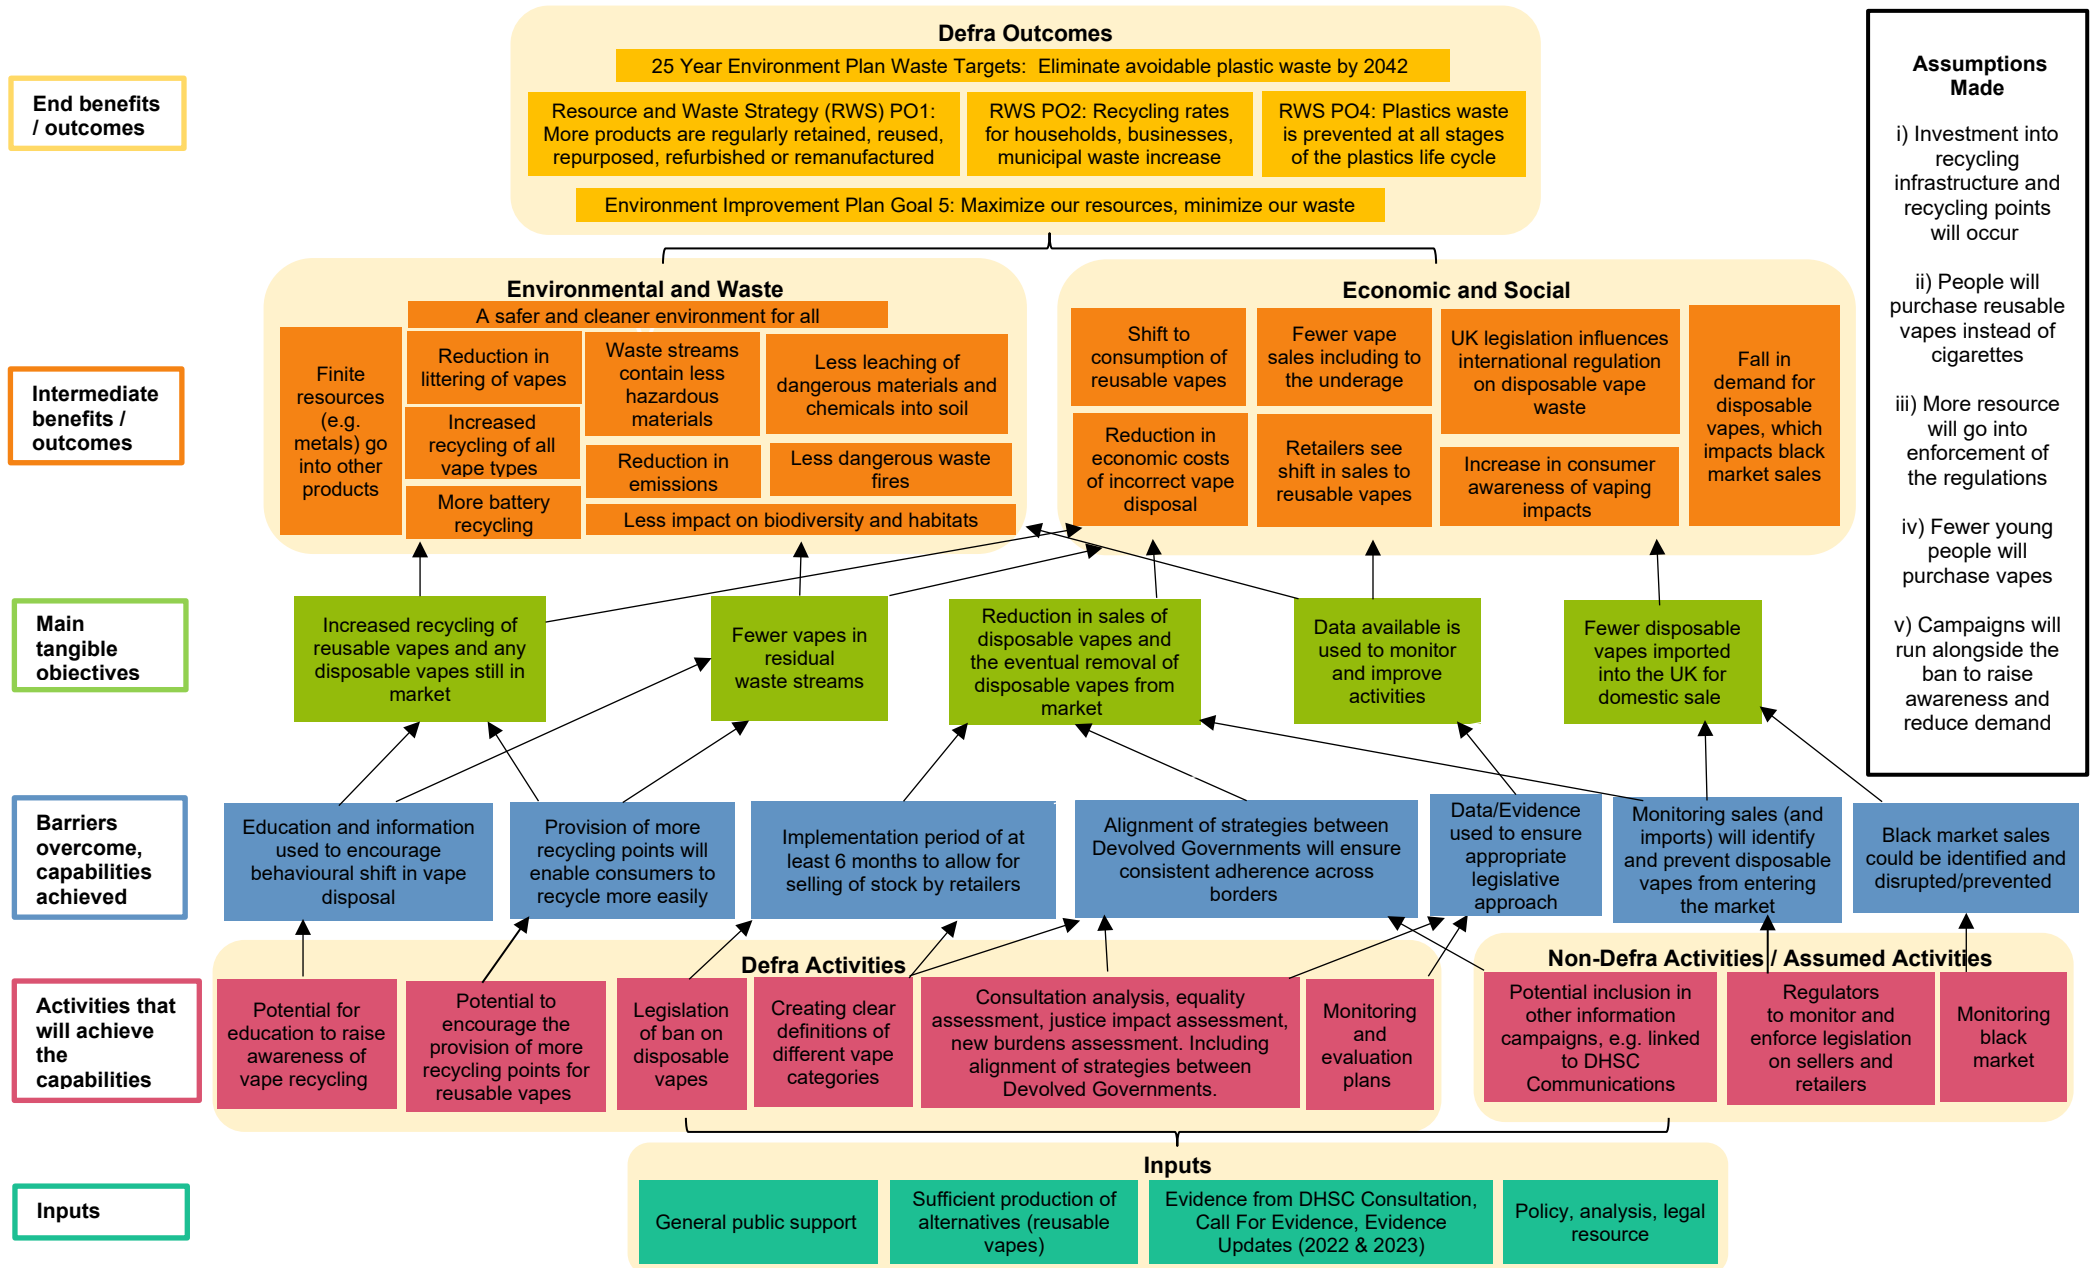 Defra Outcomes
25 Year Environment Plan Waste Targets: Eliminate avoidable plastic waste by 2042
Resource and Waste Strategy (RWS) PO1:
More products are regularly retained, reused,
repurposed, refurbished or remanufactured
RWS PO2: Recycling rates
for households, businesses,
municipal waste increase
RWS PO4: Plastics waste
is prevented at all stages
of the plastics life cycle
Environment Improvement Plan Goal 5: Maximize our resources, minimize our waste
End benefits
/ outcomes
Assumptions
Made
i) Investment into
recycling
infrastructure and
recycling points
will occur
ii) People will
purchase reusable
vapes instead of
cigarettes
iii) More resource
will go into
enforcement of
the regulations
iv) Fewer young
people will
purchase vapes
v) Campaigns will
run alongside the
ban to raise
awareness and
reduce demand
Intermediate
benefits /
outcomes
Environmental and Waste
A safer and cleaner environment for all
Finite
resources
(e.g.
metals) go
into other
products
Reduction in
littering of vapes
Increased
recycling of all
vape types
More battery
recycling
Waste streams
contain less
hazardous
materials
Reduction in
emissions
Less leaching of
dangerous materials and
chemicals into soil
Less dangerous waste
fires
Less impact on biodiversity and habitats
Economic and Social
Shift to
consumption of
reusable vapes
Reduction in
economic costs
of incorrect vape
disposal
Fewer vape
sales including to
the underage
Retailers see
shift in sales to
reusable vapes
UK legislation influences
international regulation
on disposable vape
waste
Increase in consumer
awareness of vaping
impacts
Fall in
demand for
disposable
vapes, which
impacts black
market sales
Main
tangible
objectives
Increased recycling of
reusable vapes and any
disposable vapes still in
market
Fewer vapes in
residual
waste streams
Reduction in sales of
disposable vapes and
the eventual removal of
disposable vapes from
market
Data available is
used to monitor
and improve
activities
Fewer disposable
vapes imported
into the UK for
domestic sale
Barriers
overcome,
capabilities
achieved
Education and information
used to encourage
behavioural shift in vape
disposal
Provision of more
recycling points will
enable consumers to
recycle more easily
Implementation period of at
least 6 months to allow for
selling of stock by retailers
Alignment of strategies between
Devolved Governments will ensure
consistent adherence across
borders
Data/Evidence
used to ensure
appropriate
legislative
approach
Monitoring sales (and
imports) will identify
and prevent disposable
vapes from entering
the market
Black market sales
could be identified and
disrupted/prevented
Activities that
will achieve
the
capabilities
Defra Activities
Potential for
education to raise
awareness of
vape recycling
Potential to
encourage the
provision of more
recycling points for
reusable vapes
Legislation
of ban on
disposable
vapes
Creating clear
definitions of
different vape
categories
Consultation analysis, equality
assessment, justice impact assessment,
new burdens assessment. Including
alignment of strategies between
Devolved Governments.
Monitoring
and
evaluation
plans
Non-Defra Activities / Assumed Activities
Potential inclusion in
other information
campaigns, e.g. linked
to DHSC
Communications
Regulators
to monitor and
enforce legislation
on sellers and
retailers
Monitoring
black
market
Inputs
Inputs
General public support
Sufficient production of
alternatives (reusable
vapes)
Evidence from DHSC Consultation,
Call For Evidence, Evidence
Updates (2022 & 2023)
Policy, analysis, legal
resource